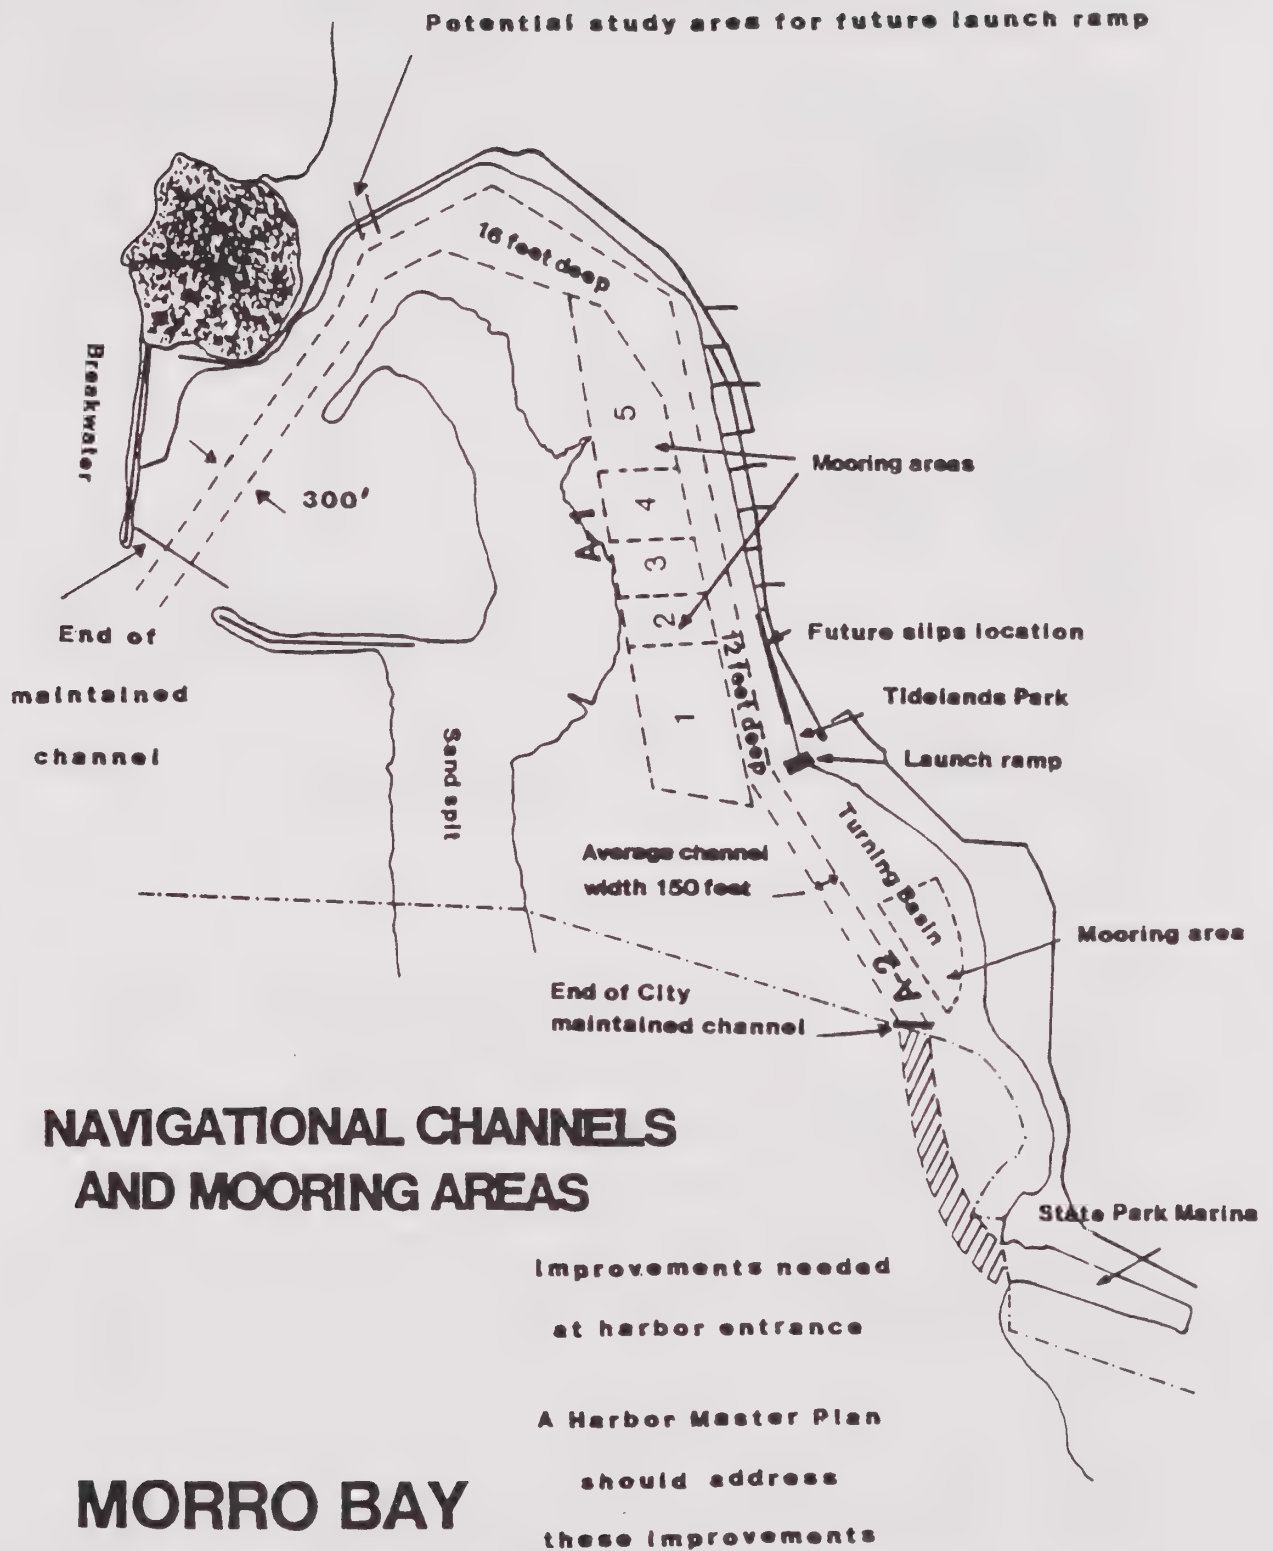 Potential study area for future launch ramp
16 feet deep
Breakwater
5
Mooring areas
300'
4
A-1
3
2
End of
maintained
channel
Future slips location
12 feet deep
Tidelands Park
1
Launch ramp
Sand spit
Turning Basin
Average channel
width 150 feet
Mooring area
A-2
End of City
maintained channel
NAVIGATIONAL CHANNELS
AND MOORING AREAS
State Park Marina
Improvements needed
at harbor entrance
A Harbor Master Plan
should address
these improvements
MORRO BAY